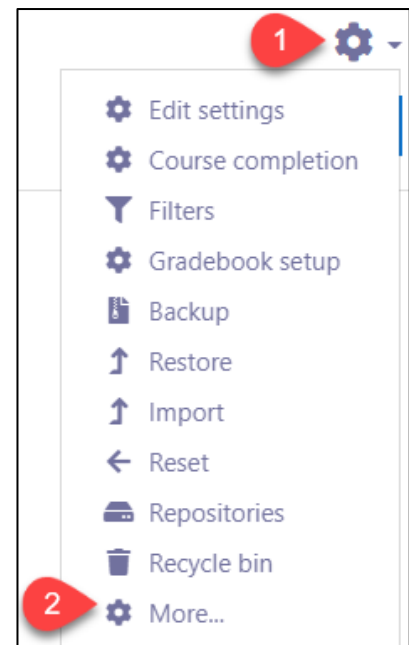 1
Edit settings
Course completion
Filters
Gradebook setup
Backup
Restore
Import
Reset
Repositories
Recycle bin
2 More...